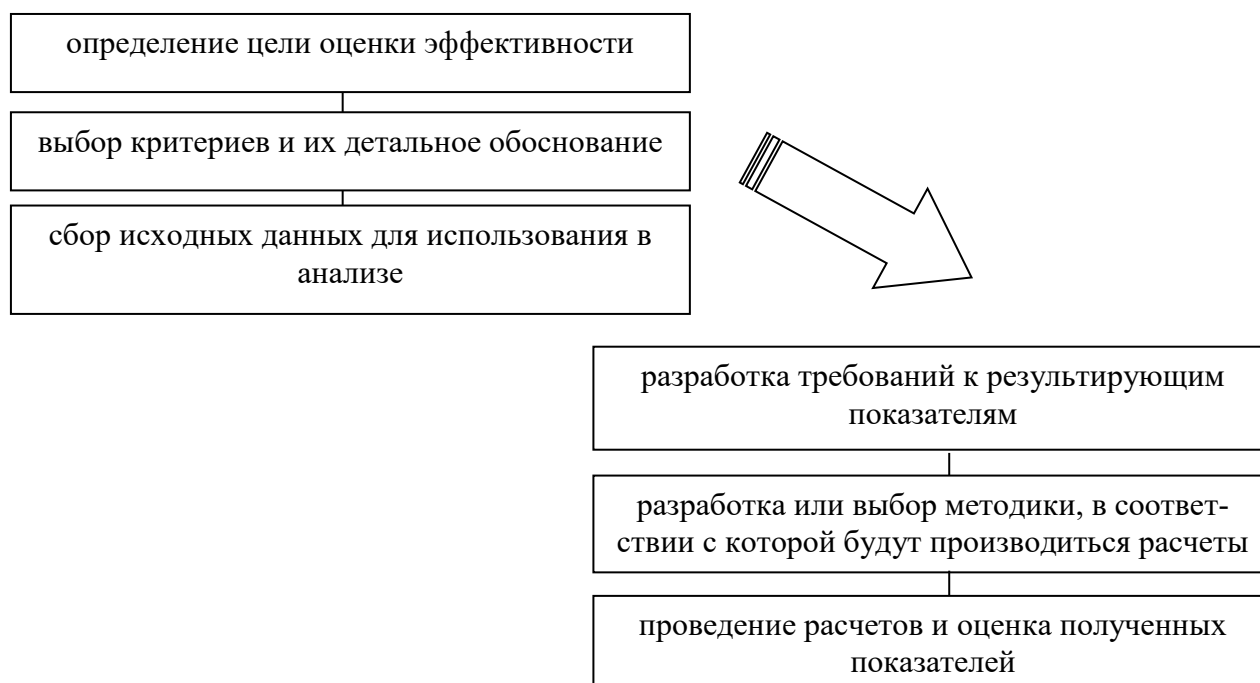 определение цели оценки эффективности
выбор критериев и их детальное обоснование
сбор исходных данных для использования в
анализе
разработка требований к результирующим
показателям
разработка или выбор методики, в соответ-
ствии с которой будут производиться расчеты
проведение расчетов и оценка полученных
показателей